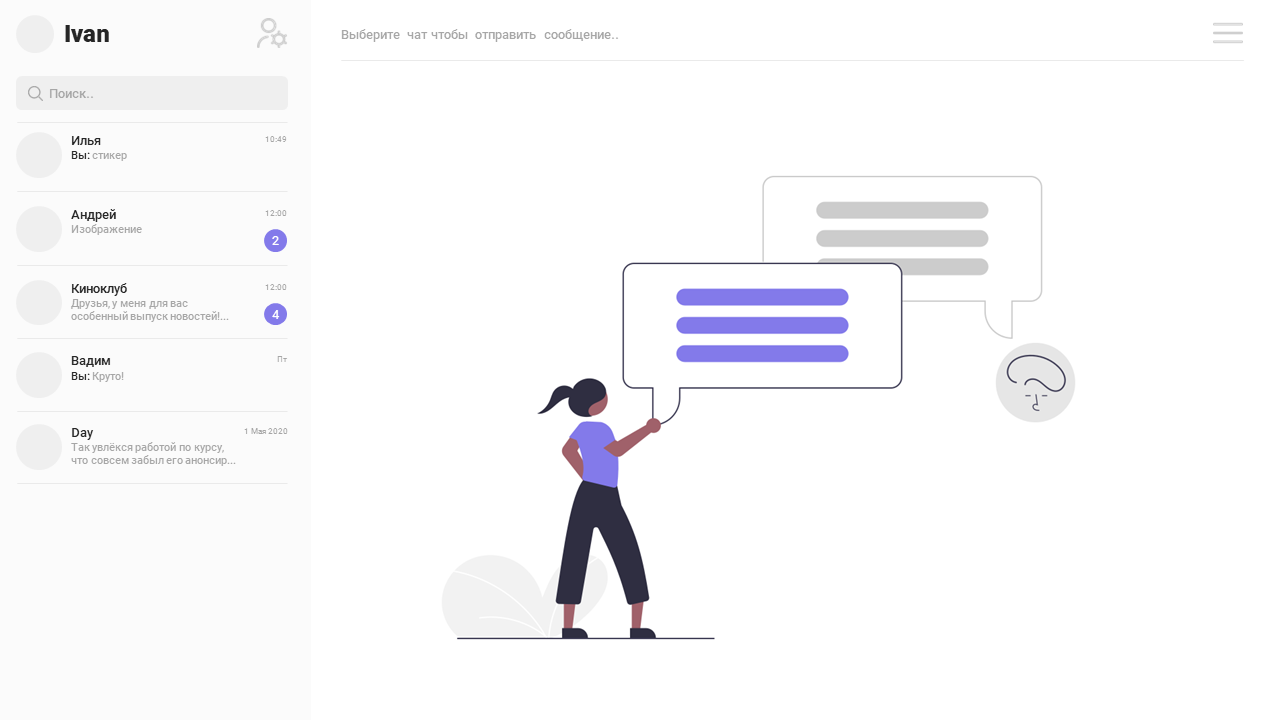 Ivan
Выберите чат чтобы отправить сообщение..
Поиск..
Илья 10:49
Вы: стикер
Андрей 12:00
Изображение
2
Киноклуб 12:00
Друзья, у меня для вас
особенный выпуск новостей!...
4
Вадим Пт
Вы: Круто!
Day 1 Мая 2020
Так увлёкся работой по курсу,
что совсем забыл его анонсир...